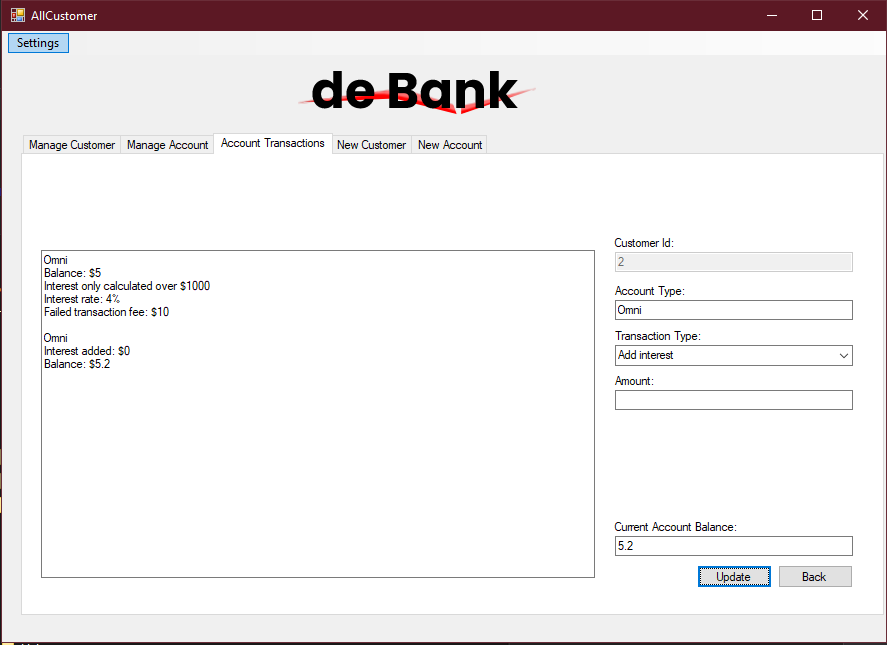 AllCustomer
Settings
de Bank
Manage Customer
Manage Account
Account Transactions
New Customer
New Account
Omni
Balance: $5
Interest only calculated over $1000
Interest rate: 4%
Failed transaction fee: $10
Omni
Interest added: $0
Balance: $5.2
Customer Id:
2
Account Type:
Omni
Transaction Type:
Add interest
Amount:
Current Account Balance:
5.2
Update
Back